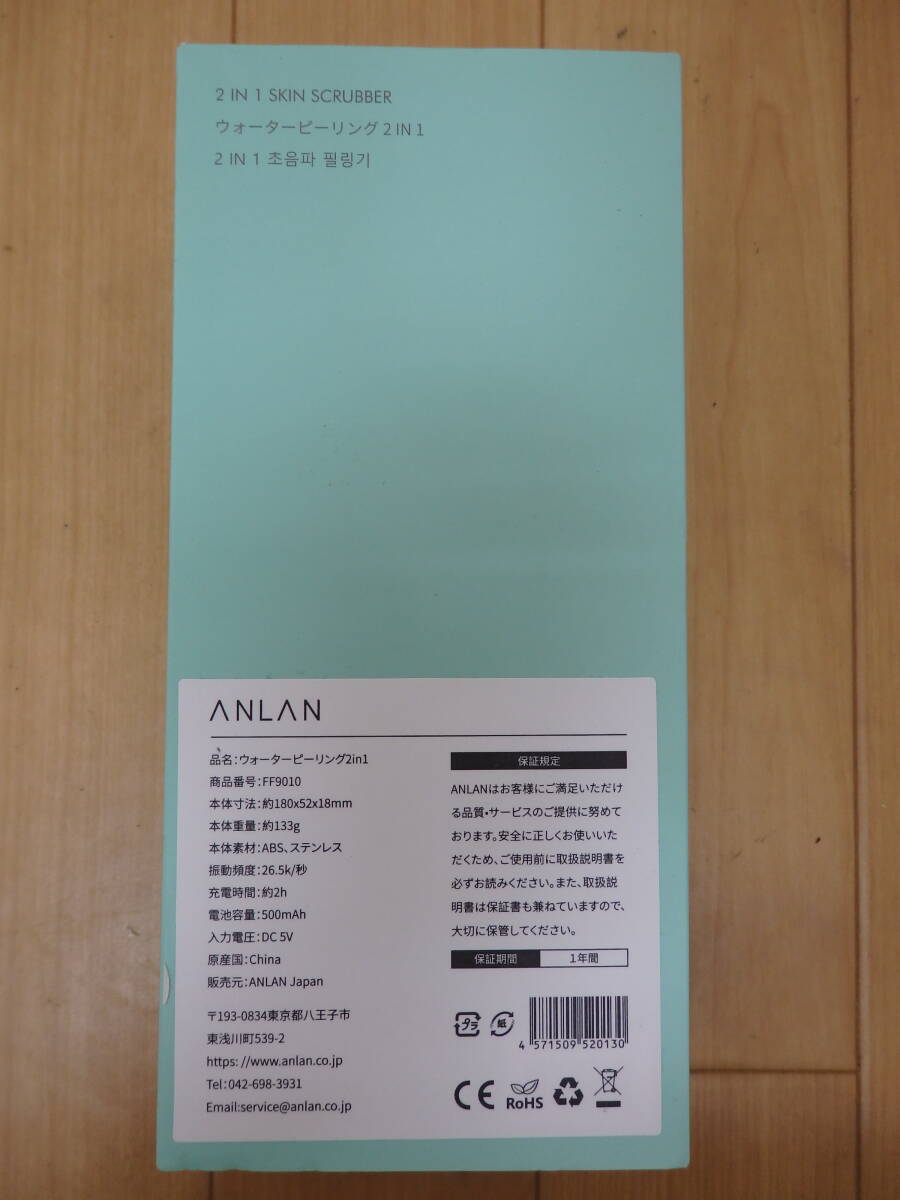 2 IN 1 SKIN SCRUBBER
ウォーターピーリング 2 IN 1
2 IN 1 초음파 필링기
ANLAN
品名:ウォーターピーリング2in1
商品番号:FF9010
本体寸法:約180x52x18mm
本体重量:約133g
本体素材:ABS、ステンレス
振動頻度:26.5k/秒
充電時間:約2h
電池容量:500mAh
入力電圧:DC 5V
原産国:China
販売元:ANLAN Japan
〒193-0834東京都八王子市
東浅川町539-2
https: //www.anlan.co.jp
Tel:042-698-3931
Email:service@anlan.co.jp
保証規定
ANLANはお客様にご満足いただけ
る品質・サービスのご提供に努めて
おります。安全に正しくお使いいた
だくため、ご使用前に取扱説明書を
必ずお読みください。また、取扱説
明書は保証書も兼ねていますので、
大切に保管してください。
保証期間 1年間
プラ 紙
4 571509 520130
CE RoHS